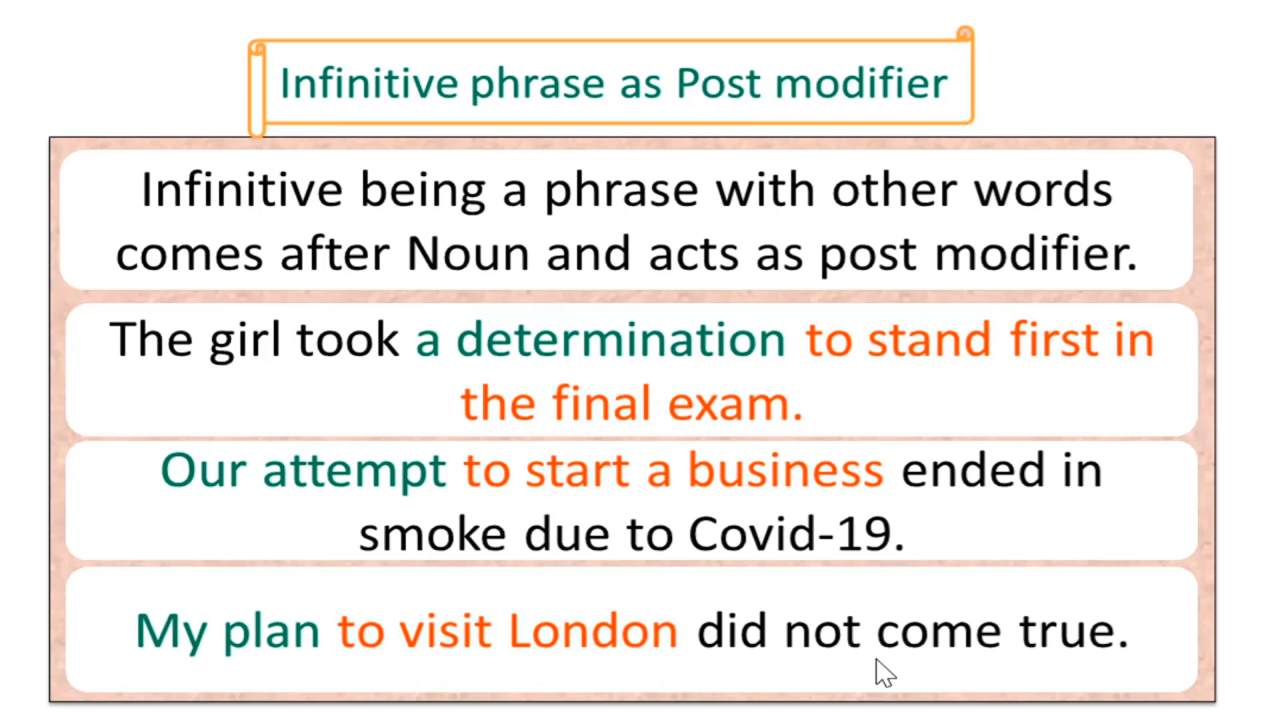 Infinitive phrase as Post modifier
Infinitive being a phrase with other words
comes after Noun and acts as post modifier.
The girl took a determination to stand first in
the final exam.
Our attempt to start a business ended in
smoke due to Covid-19.
My plan to visit London did not come true.